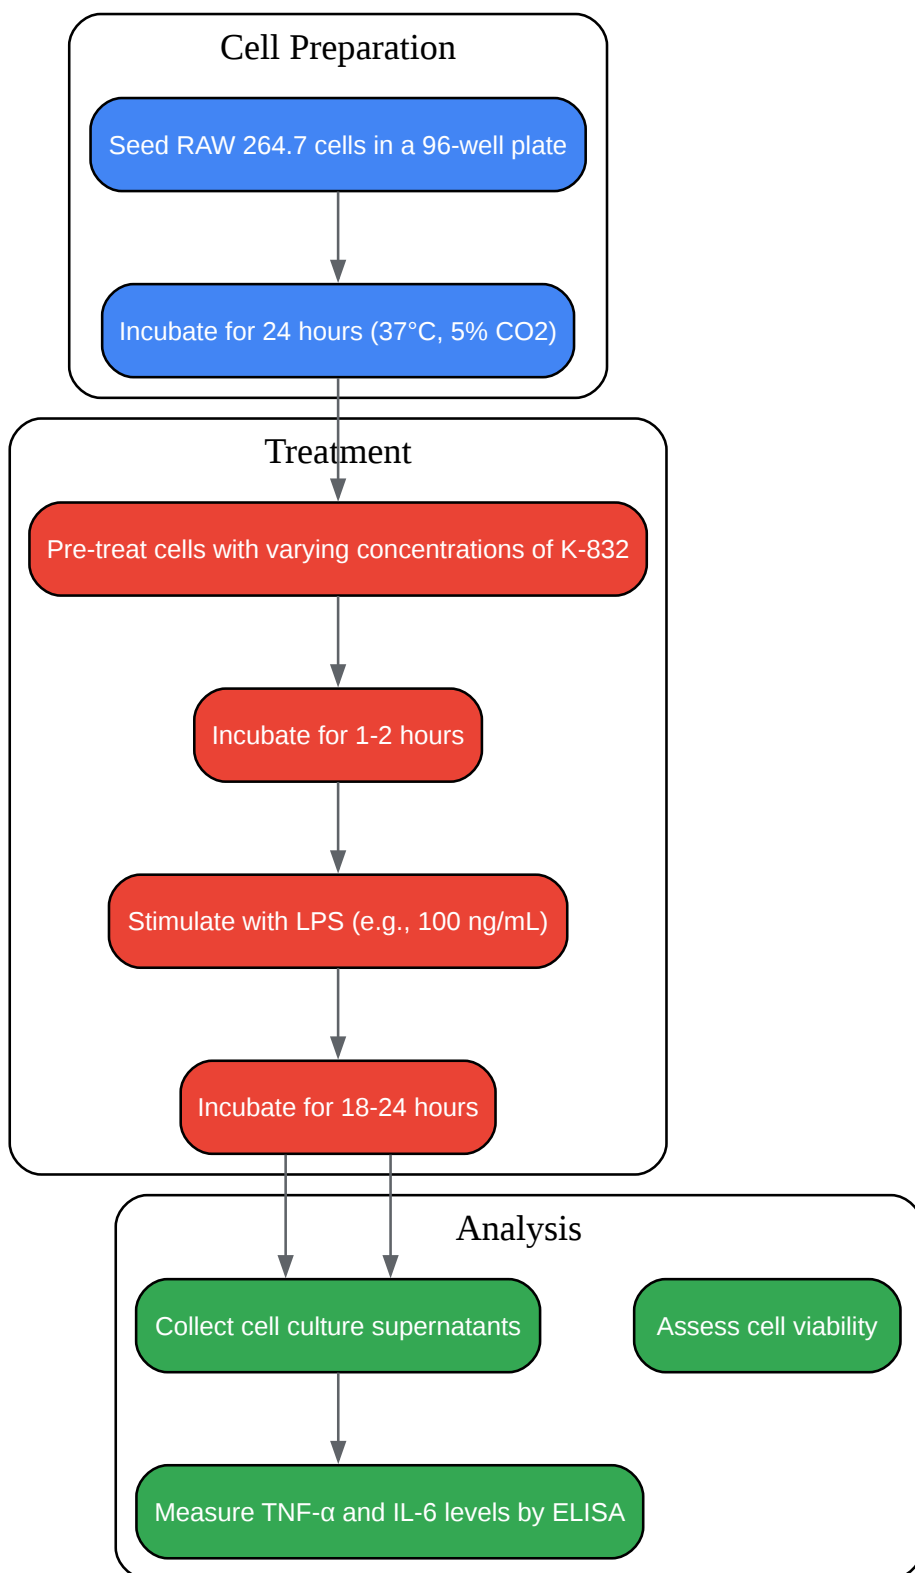 Cell Preparation
Seed RAW 264.7 cells in a 96-well plate
Incubate for 24 hours (37°C, 5% CO2)
Treatment
Pre-treat cells with varying concentrations of K-832
Incubate for 1-2 hours
Stimulate with LPS (e.g., 100 ng/mL)
Incubate for 18-24 hours
Analysis
Collect cell culture supernatants
Assess cell viability
Measure TNF-α and IL-6 levels by ELISA